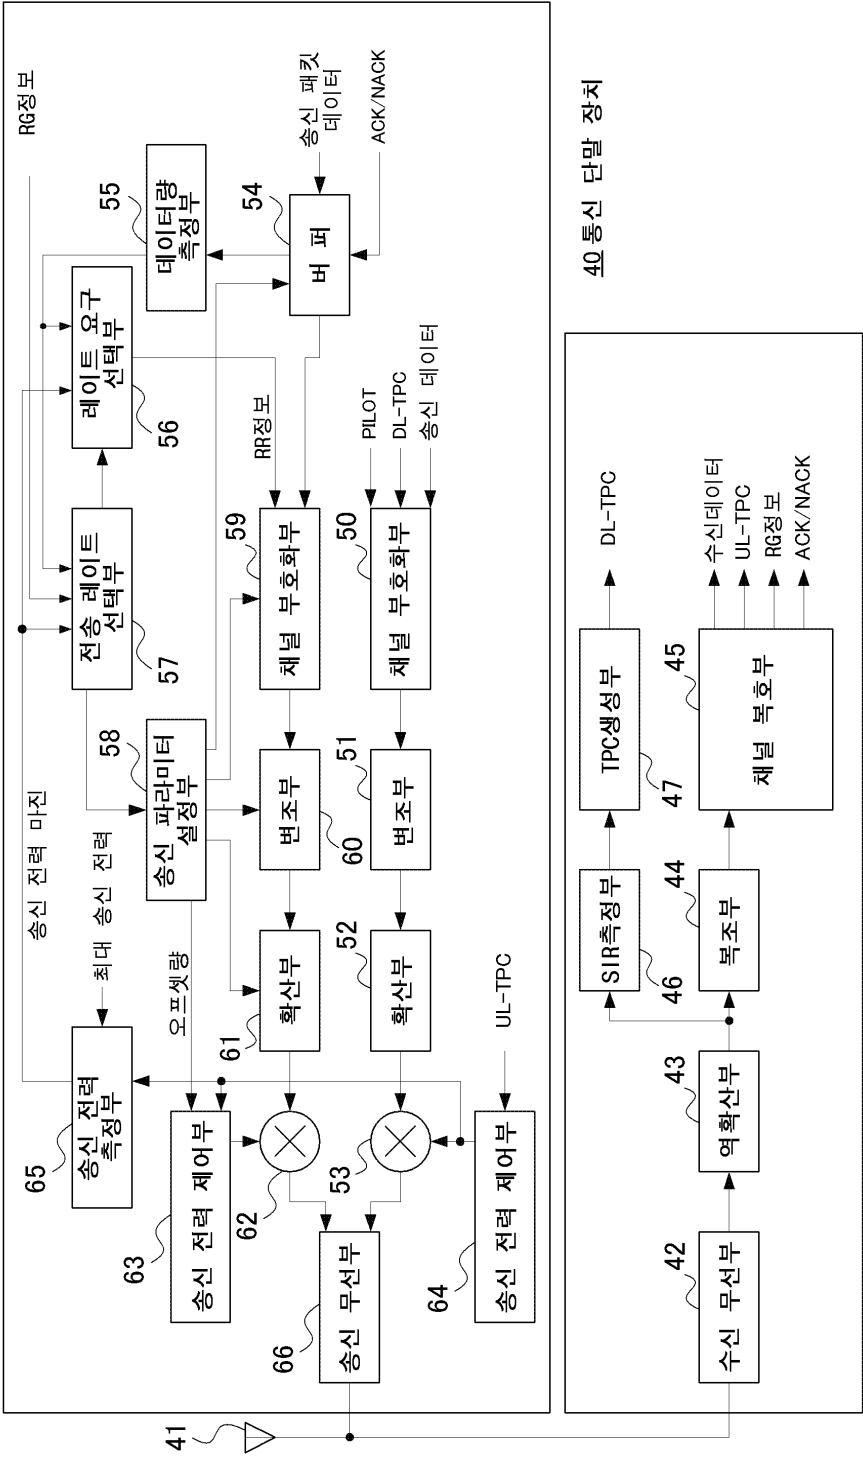 40 통신 단말 장치
41
송신 전력
측정부
65
최대 송신 전력
송신 전력 마진
전송 레이트
선택부
57
레이트 요구
선택부
56
RG정보
송신 전력 제어부
63
오프셋량
송신 파라미터
설정부
58
데이터량
측정부
55
62
확산부
61
변조부
60
채널 부호화부
59
RR정보
버퍼
54
송신 패킷
데이터
ACK/NACK
송신 무선부
66
53
확산부
52
변조부
51
채널 부호화부
50
PILOT
DL-TPC
송신 데이터
송신 전력 제어부
64
UL-TPC
SIR측정부
46
TPC생성부
47
DL-TPC
수신 무선부
42
역확산부
43
복조부
44
채널 복호부
45
수신데이터
UL-TPC
RG정보
ACK/NACK